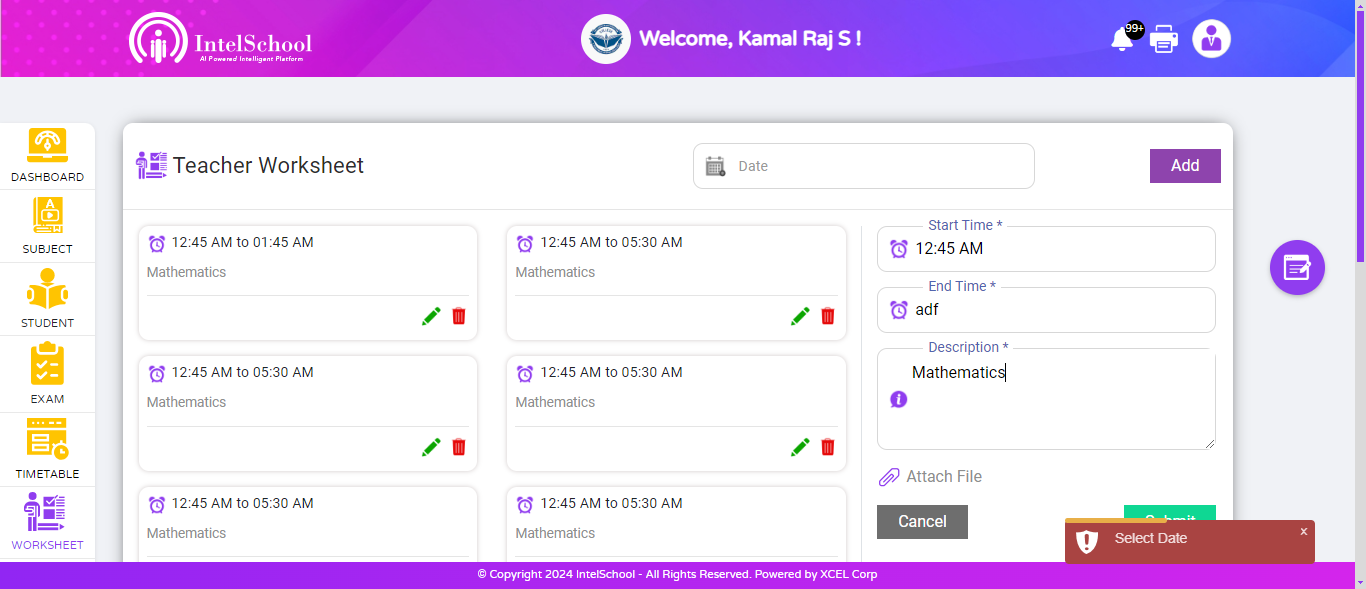 IntelSchool
AI Powered Intelligent Platform
Welcome, Kamal Raj S !
99+
DASHBOARD
SUBJECT
STUDENT
EXAM
TIMETABLE
WORKSHEET
Teacher Worksheet
Date
Add
12:45 AM to 01:45 AM
Mathematics
12:45 AM to 05:30 AM
Mathematics
12:45 AM to 05:30 AM
Mathematics
12:45 AM to 05:30 AM
Mathematics
12:45 AM to 05:30 AM
Mathematics
12:45 AM to 05:30 AM
Mathematics
Start Time *
12:45 AM
End Time *
adf
Description *
Mathematics
Attach File
Cancel
Submit
Select Date
x
© Copyright 2024 IntelSchool - All Rights Reserved. Powered by XCEL Corp